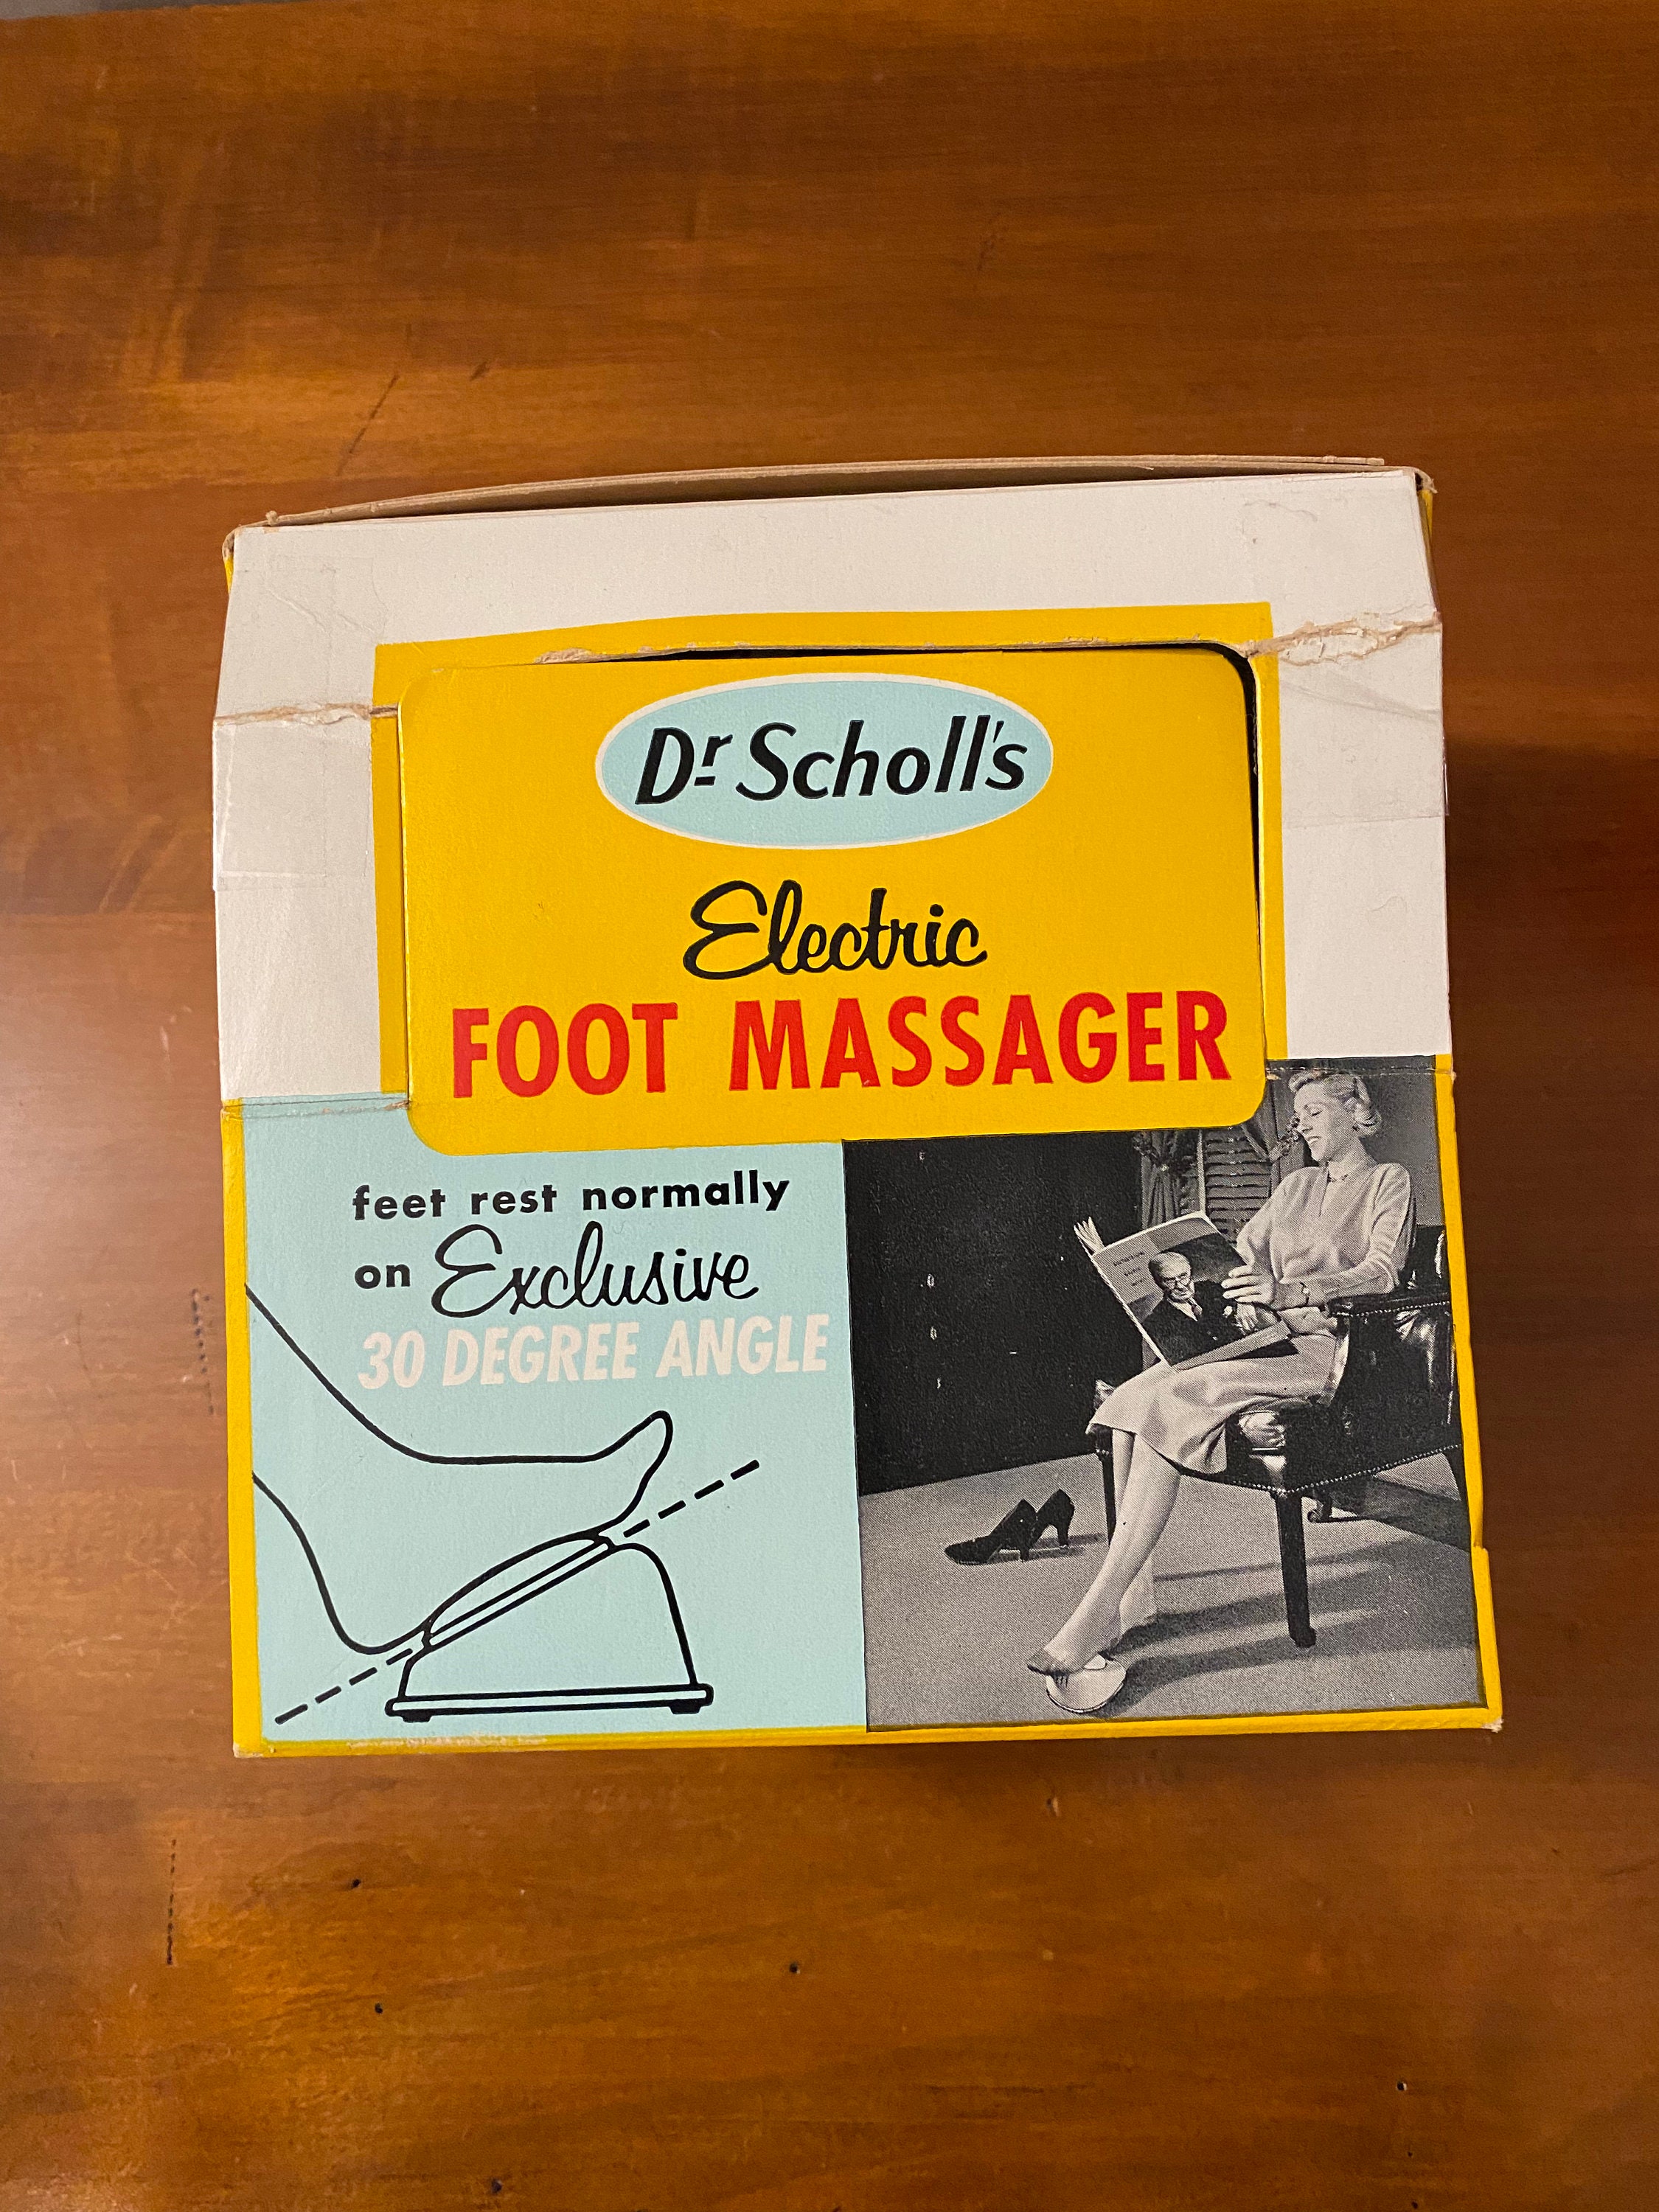 Dr Scholl's
Electric
FOOT MASSAGER
feet rest normally
on Exclusive
30 DEGREE ANGLE